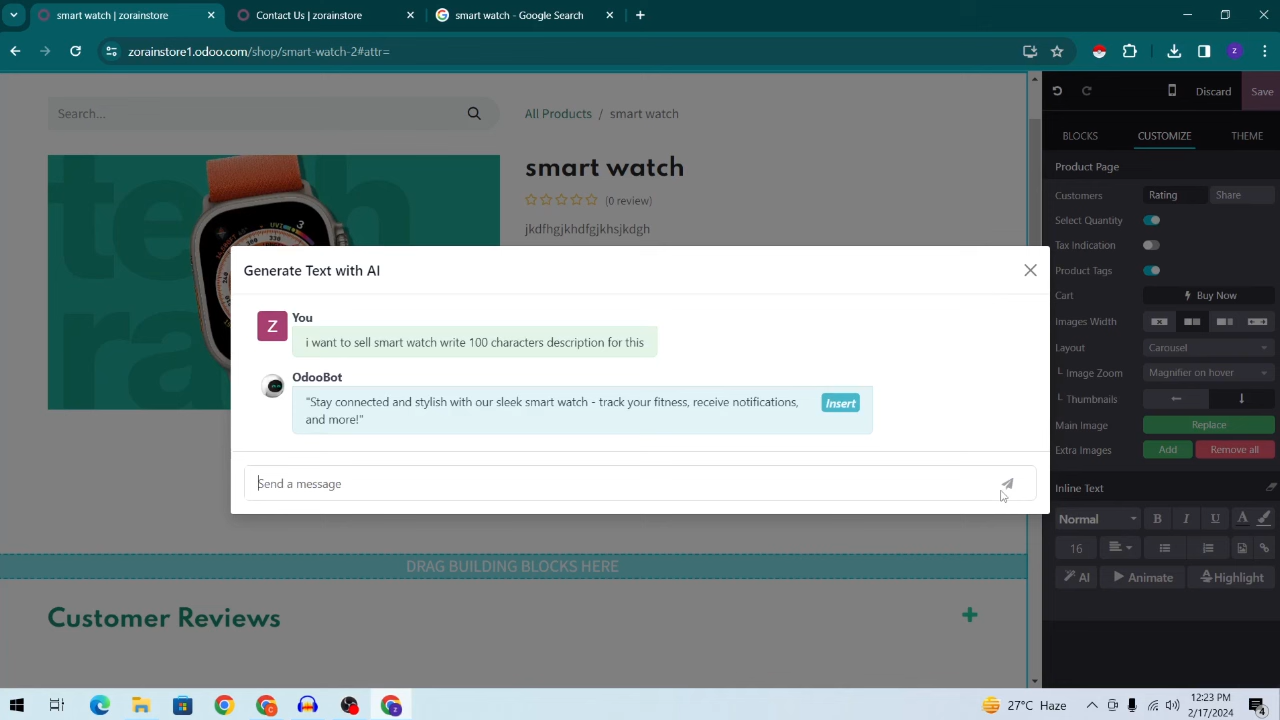 smart watch | zorainstore
Contact Us | zorainstore
smart watch - Google Search
zorainstore1.odoo.com/shop/smart-watch-2#attr=
Z
Search...
All Products / smart watch
smart watch
(0 review)
jkdfhgjkhdfgjkhsjkdgh
Generate Text with AI
Z
You
i want to sell smart watch write 100 characters description for this
OdooBot
"Stay connected and stylish with our sleek smart watch - track your fitness, receive notifications,
and more!"
Insert
Send a message
DRAG BUILDING BLOCKS HERE
Customer Reviews
Discard
Save
BLOCKS
CUSTOMIZE
THEME
Product Page
Customers
Rating
Share
Select Quantity
Tax Indication
Product Tags
Cart
Buy Now
Images Width
Layout
Carousel
Image Zoom
Magnifier on hover
Thumbnails
Main Image
Replace
Extra Images
Add
Remove all
Inline Text
Normal
B
I
U
A
16
AI
Animate
Highlight
27°C Haze
12:23 PM
2/17/2024
4